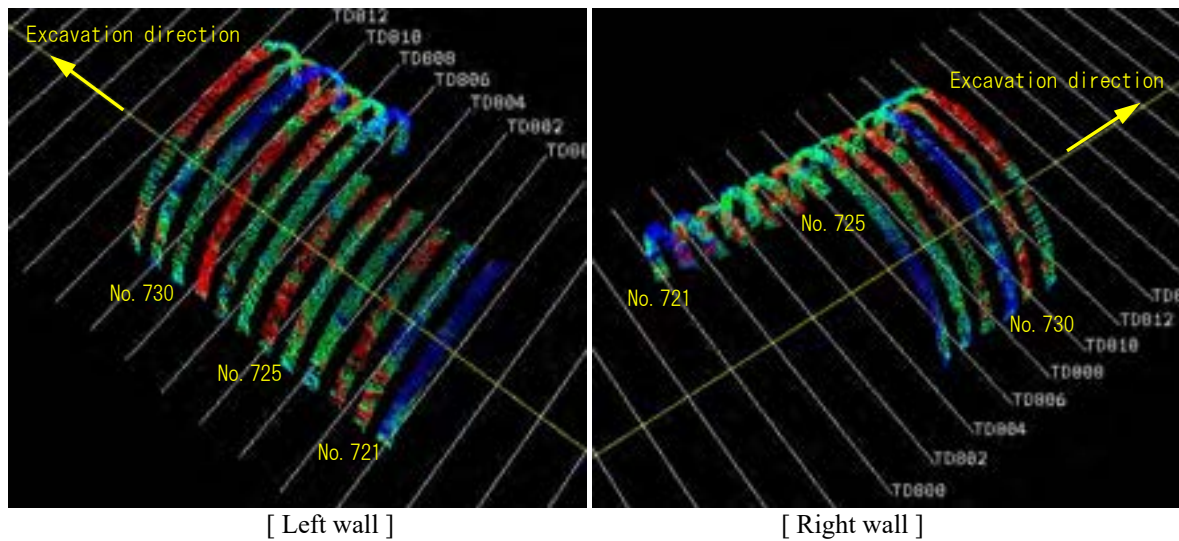 Excavation direction
TD812
TD810
TD808
TD806
TD804
TD802
No. 730
No. 725
No. 721
Excavation direction
No. 725
No. 721
No. 730
TD812
TD810
TD808
TD806
TD804
TD802
TD800
[ Left wall ]
[ Right wall ]